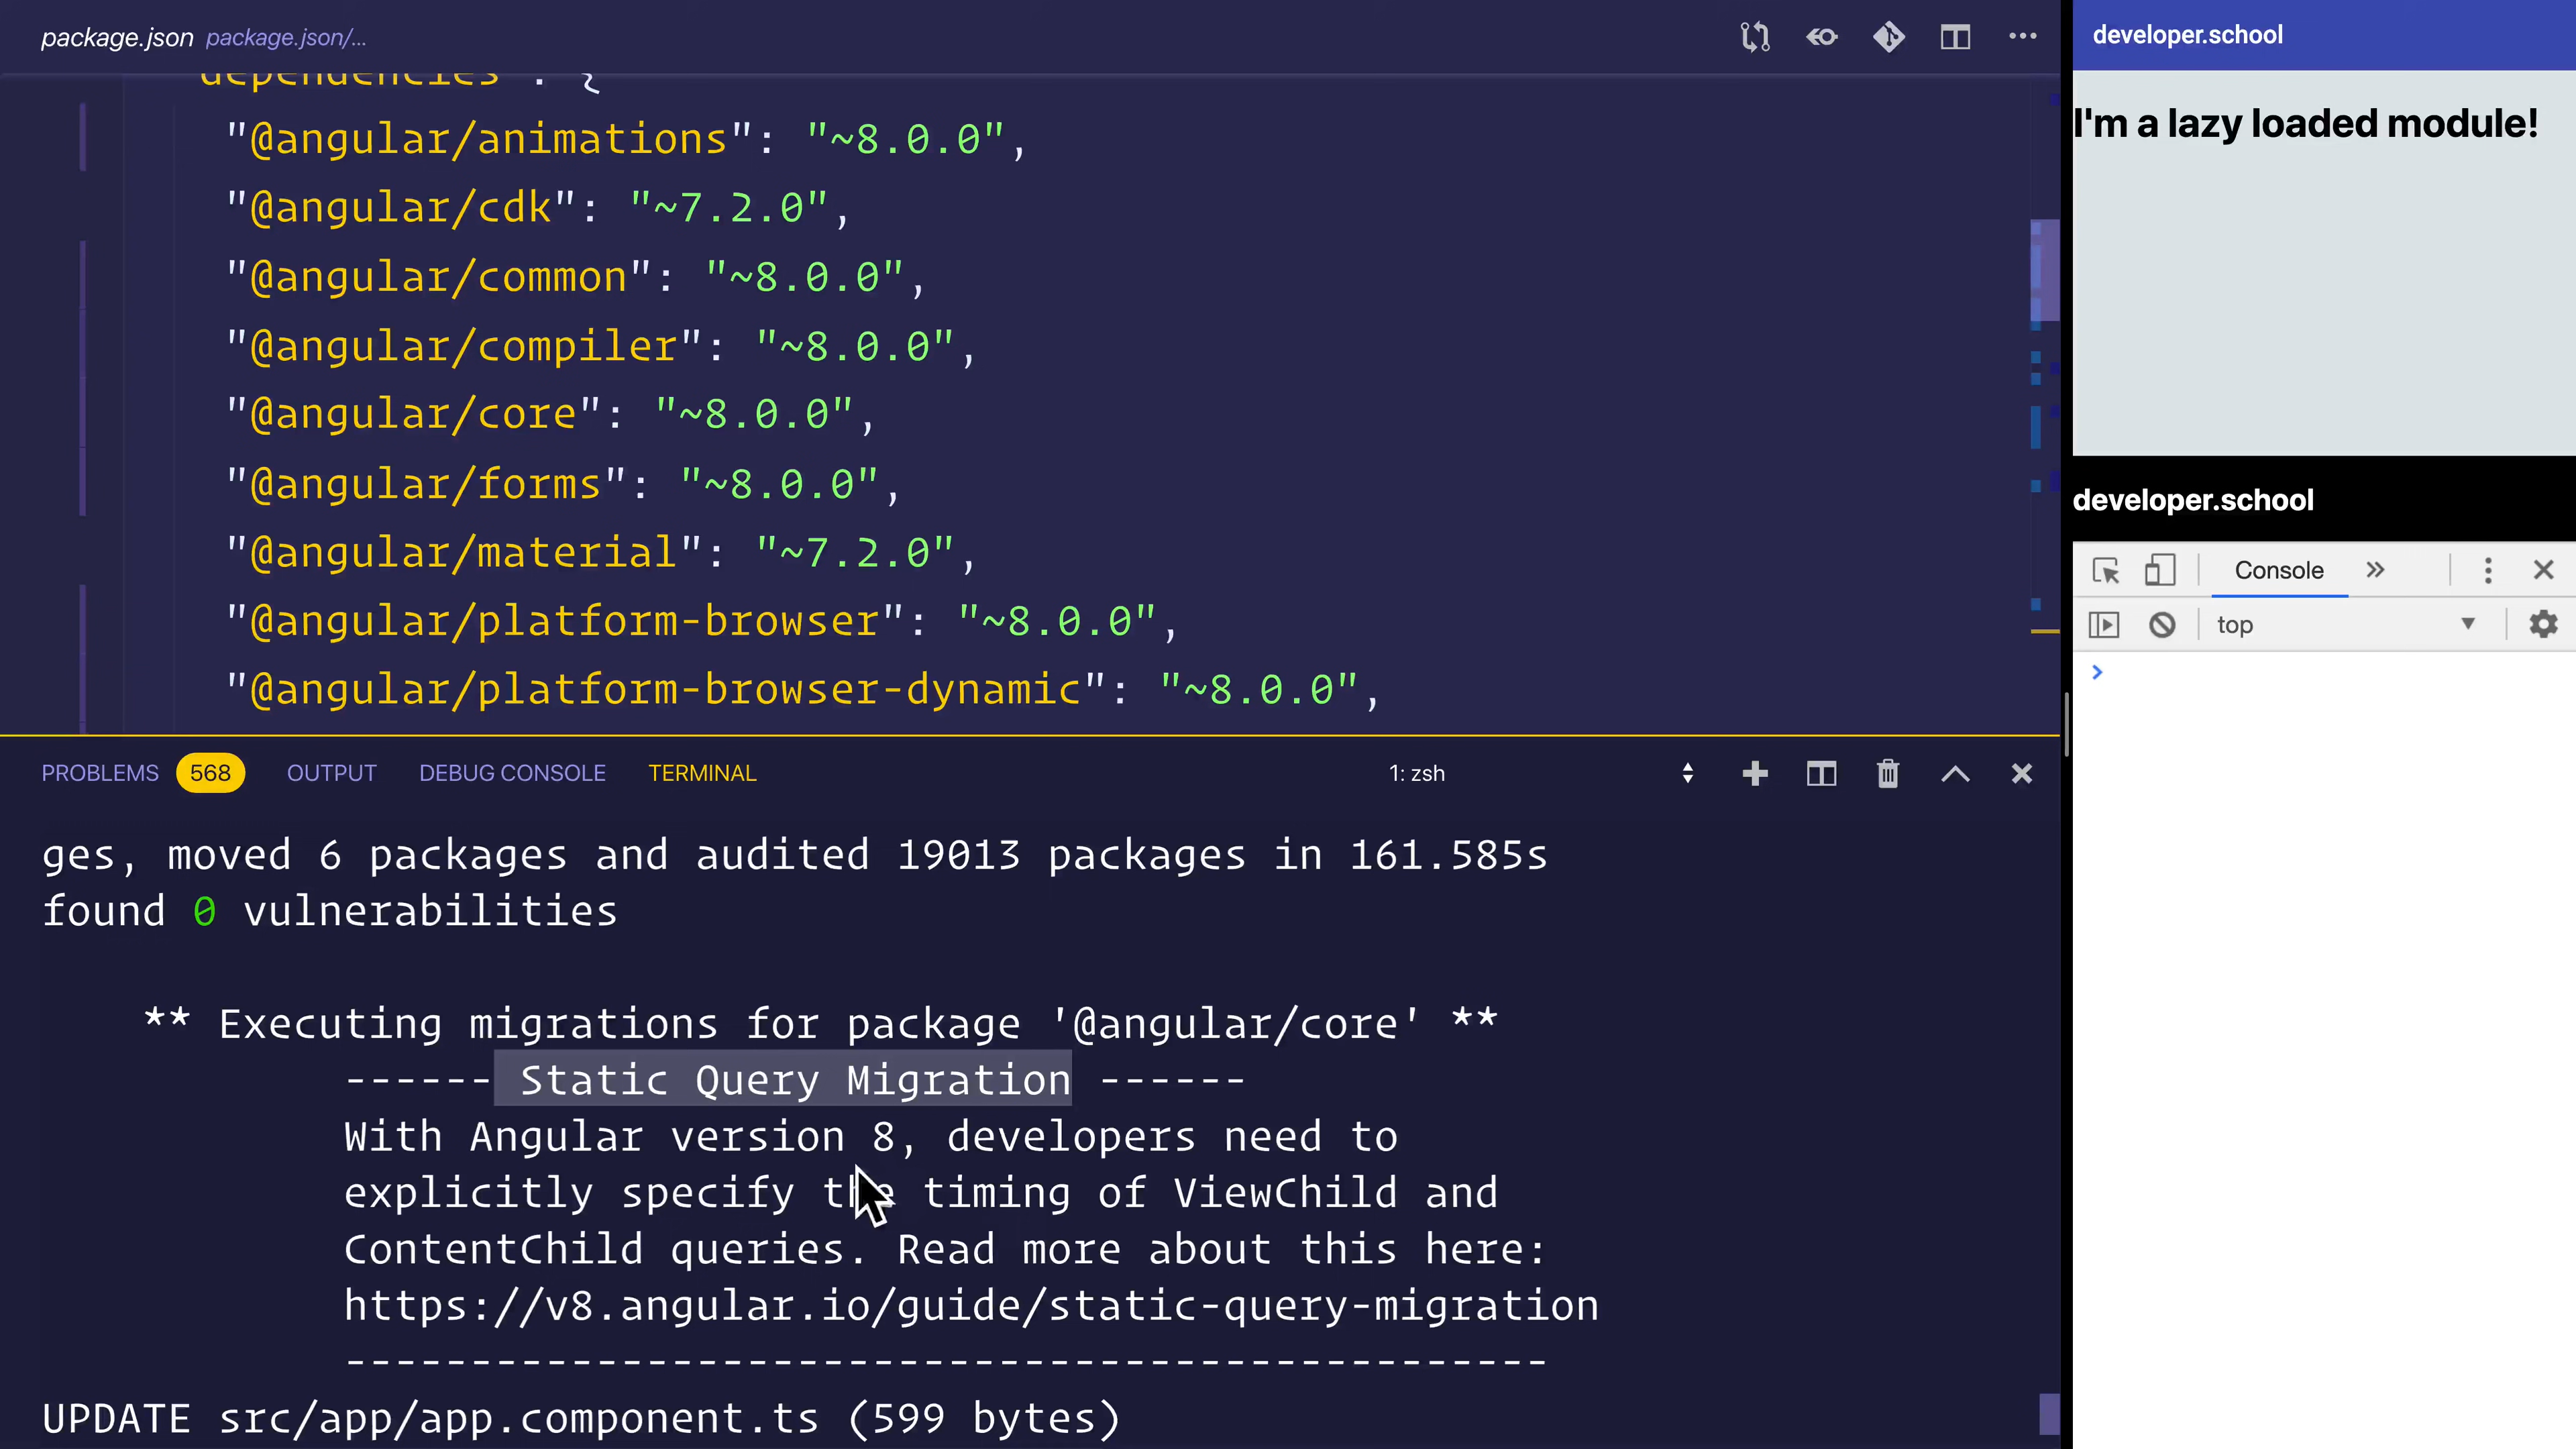 package.json package.json/...
dependencies": {
"@angular/animations": "~8.0.0",
"@angular/cdk": "~7.2.0",
"@angular/common": "~8.0.0",
"@angular/compiler": "~8.0.0",
"@angular/core": "~8.0.0",
"@angular/forms": "~8.0.0",
"@angular/material": "~7.2.0",
"@angular/platform-browser": "~8.0.0",
"@angular/platform-browser-dynamic": "~8.0.0",
PROBLEMS 568 OUTPUT DEBUG CONSOLE TERMINAL 1: zsh
ges, moved 6 packages and audited 19013 packages in 161.585s
found 0 vulnerabilities
** Executing migrations for package '@angular/core' **
------ Static Query Migration ------
With Angular version 8, developers need to
explicitly specify the timing of ViewChild and
ContentChild queries. Read more about this here:
https://v8.angular.io/guide/static-query-migration
------------------------------------------------
UPDATE src/app/app.component.ts (599 bytes)
developer.school
I'm a lazy loaded module!
developer.school
Console
top